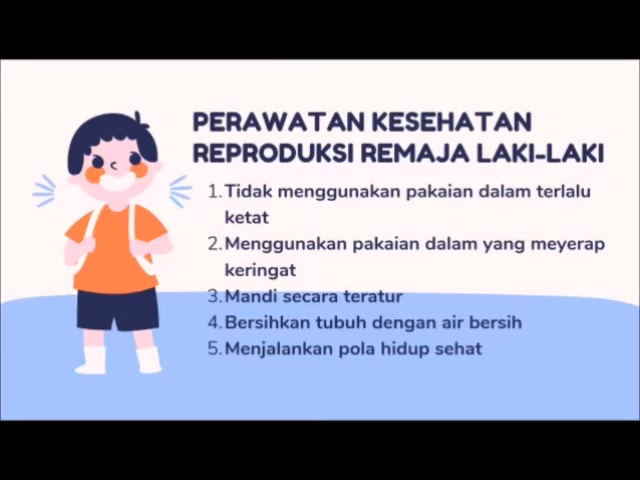 PERAWATAN KESEHATAN
REPRODUKSI REMAJA LAKI-LAKI
1. Tidak menggunakan pakaian dalam terlalu
ketat
2. Menggunakan pakaian dalam yang meyerap
keringat
3. Mandi secara teratur
4. Bersihkan tubuh dengan air bersih
5. Menjalankan pola hidup sehat